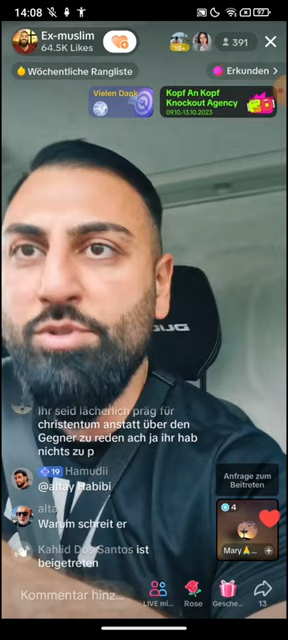 14:08
97
Ex-muslim
64.5K Likes
10+
391
Wöchentliche Rangliste
Erkunden >
Vielen Dank
Kopf An Kopf
Knockout Agency
09.10-13.10.2023
Ihr seid lächerlich präg für
christentum anstatt über den
Gegner zu reden ach ja ihr hab
nichts zu p
19 Hamudii
@altay Habibi
alta
Warum schreit er
Kahlid Dos Santos ist
beigetreten
Anfrage zum
Beitreten
4
Mary
Kommentar hinz...
LIVE mi...
Rose
Gesche...
13